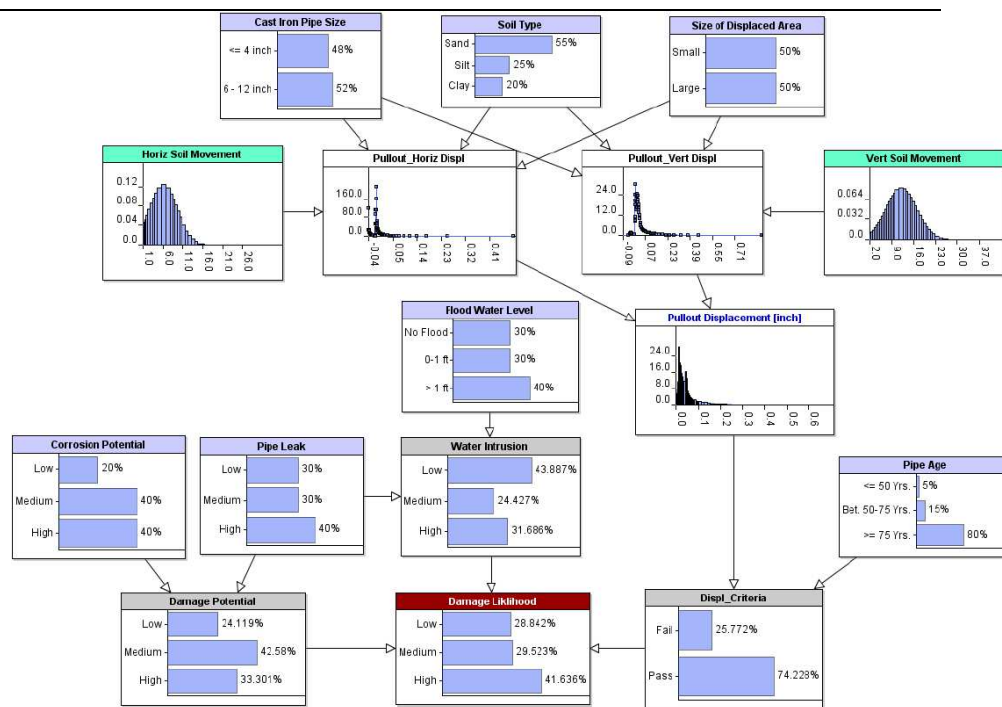 Cast Iron Pipe Size
<= 4 inch 48%
6 - 12 inch 52%
Soil Type
Sand 55%
Silt 25%
Clay 20%
Size of Displaced Area
Small 50%
Large 50%
Horiz Soil Movement
0.12
0.08
0.04
0.0
1.0 6.0 11.0 16.0 21.0 26.0
Pullout_Horiz Displ
160.0
80.0
0.0
-0.04 0.05 0.14 0.23 0.32 0.41
Pullout_Vert Displ
24.0
12.0
0.0
-0.09 0.07 0.23 0.39 0.55 0.71
Vert Soil Movement
0.064
0.032
0.0
2.0 9.0 16.0 23.0 30.0 37.0
Flood Water Level
No Flood 30%
0-1 ft 30%
> 1 ft 40%
Pullout Displacement [inch]
24.0
16.0
8.0
0.0
0.0 0.1 0.2 0.3 0.4 0.5 0.6
Corrosion Potential
Low 20%
Medium 40%
High 40%
Pipe Leak
Low 30%
Medium 30%
High 40%
Water Intrusion
Low 43.887%
Medium 24.427%
High 31.686%
Pipe Age
<= 50 Yrs. 5%
Bet. 50-75 Yrs. 15%
>= 75 Yrs. 80%
Damage Potential
Low 24.119%
Medium 42.58%
High 33.301%
Damage Liklihood
Low 28.842%
Medium 29.523%
High 41.636%
Displ_Criteria
Fail 25.772%
Pass 74.228%